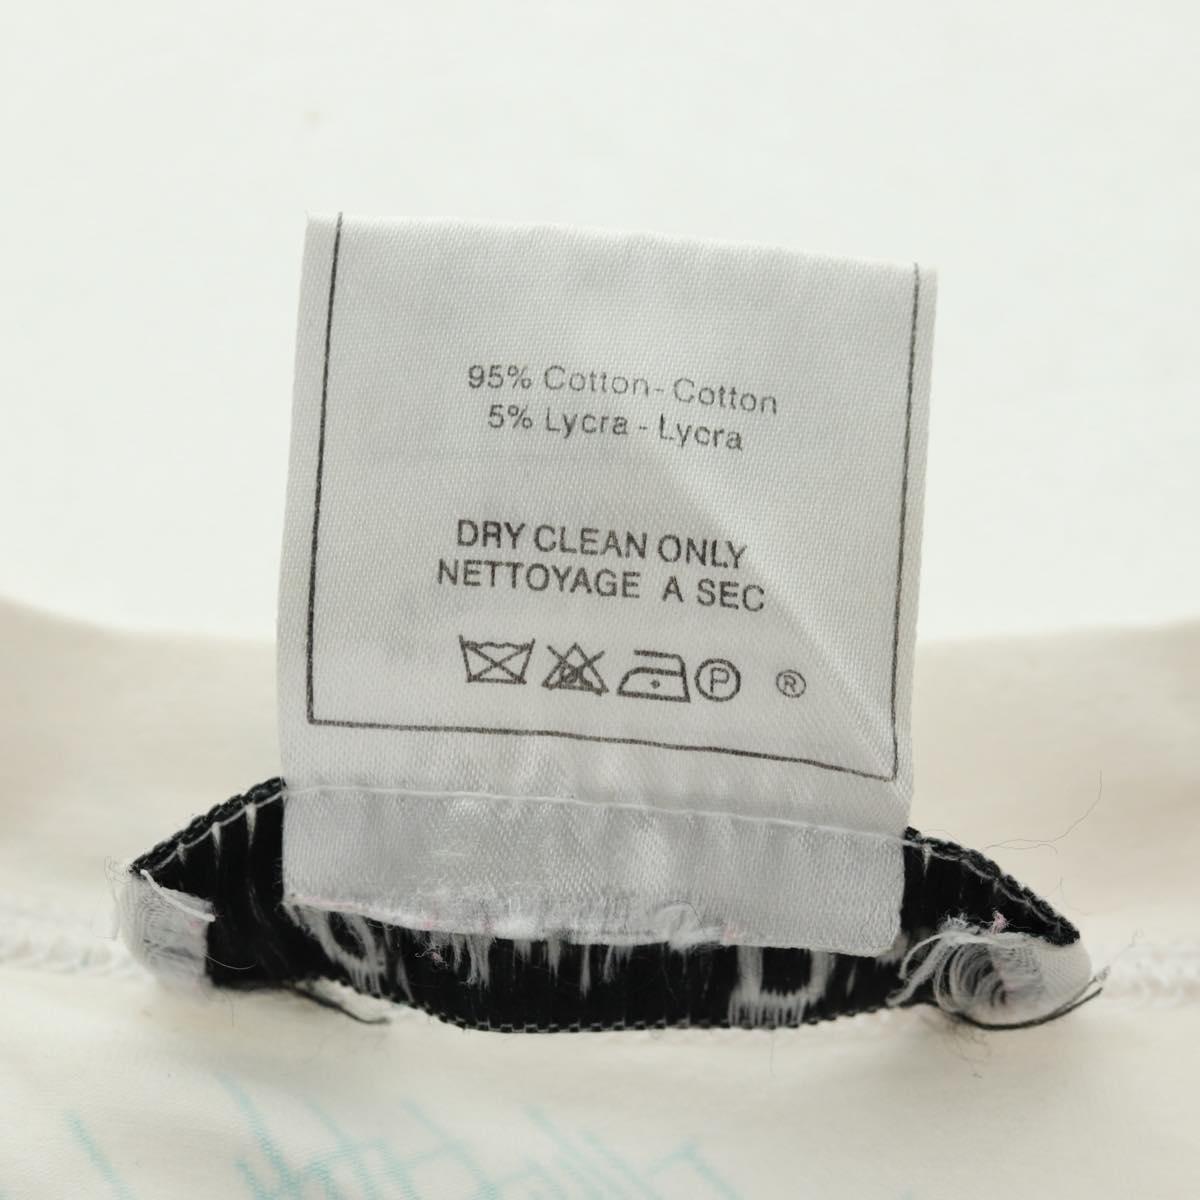 95% Cotton - Cotton
5% Lycra - Lycra
DRY CLEAN ONLY
NETTOYAGE A SEC
P ®